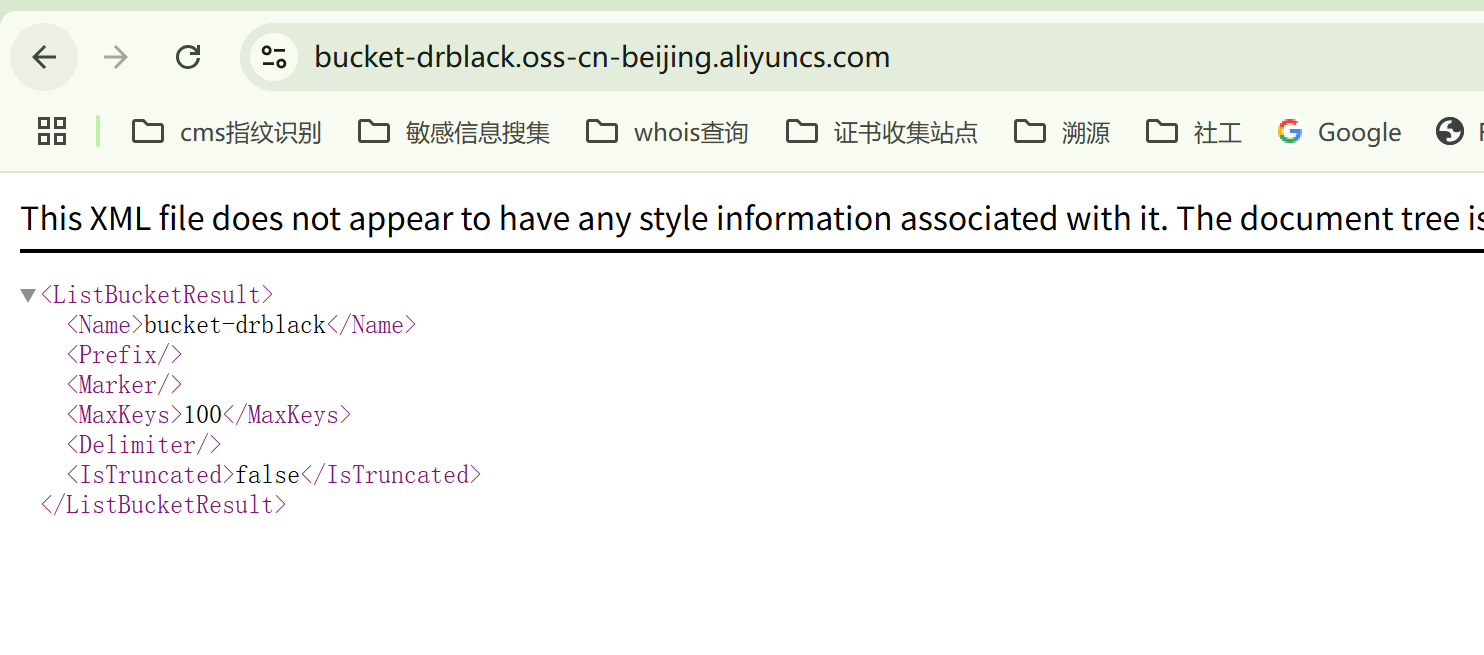 bucket-drblack.oss-cn-beijing.aliyuncs.com
cms指纹识别 敏感信息搜集 whois查询 证书收集站点 溯源 社工 Google
This XML file does not appear to have any style information associated with it. The document tree is
▼<ListBucketResult>
<Name>bucket-drblack</Name>
<Prefix/>
<Marker/>
<MaxKeys>100</MaxKeys>
<Delimiter/>
<IsTruncated>false</IsTruncated>
</ListBucketResult>